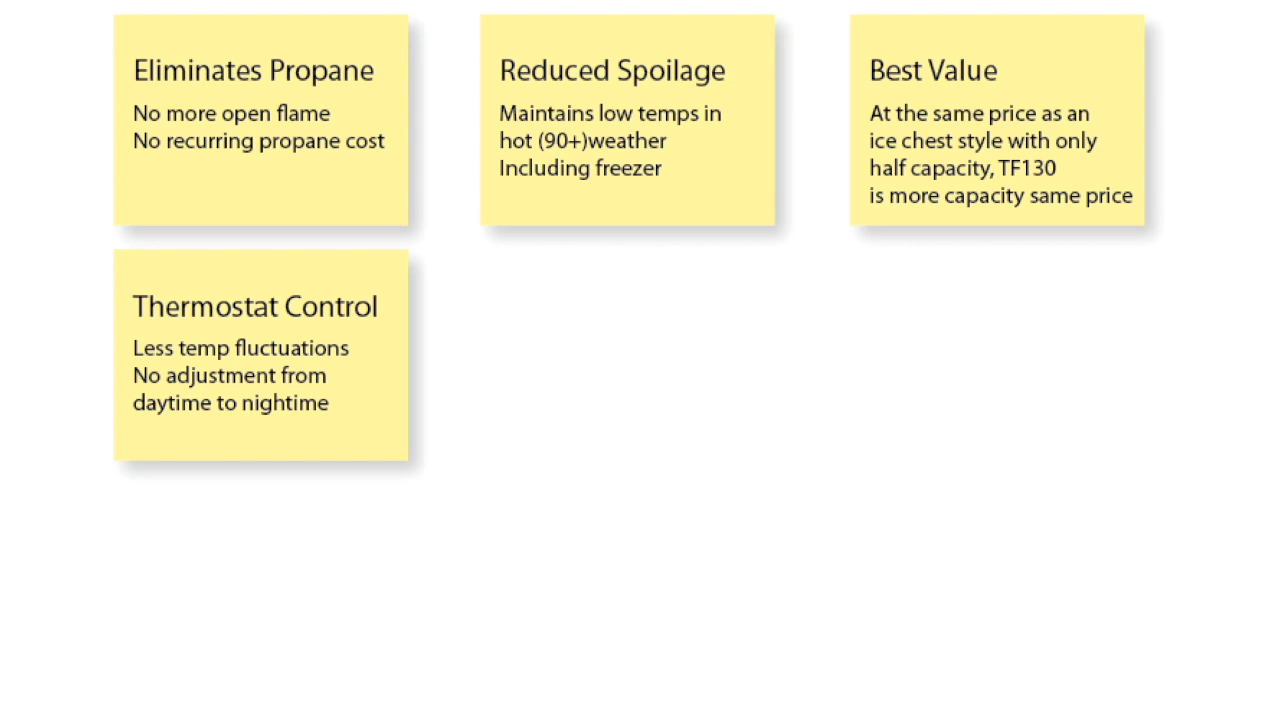 Eliminates Propane
No more open flame
No recurring propane cost
Reduced Spoilage
Maintains low temps in
hot (90+)weather
Including freezer
Best Value
At the same price as an
ice chest style with only
half capacity, TF130
is more capacity same price
Thermostat Control
Less temp fluctuations
No adjustment from
daytime to nightime